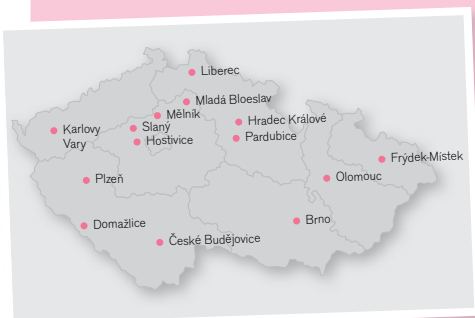 Liberec
Mladá Bloeslav
Mělník
Hradec Králové
Karlovy
Vary
Slaný
Hostivice
Pardubice
Frýdek-Místek
Plzeň
Olomouc
Domažlice
Brno
České Budějovice